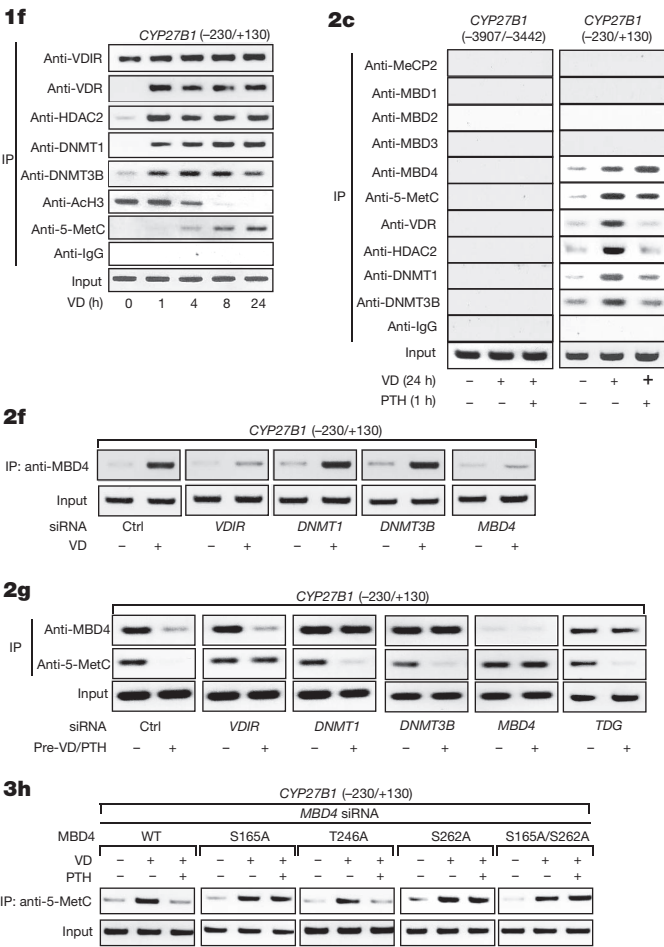 1f
CYP27B1 (–230/+130)
IP
Anti-VDIR
Anti-VDR
Anti-HDAC2
Anti-DNMT1
Anti-DNMT3B
Anti-AcH3
Anti-5-MetC
Anti-IgG
Input
VD (h) 0 1 4 8 24
2c
CYP27B1 CYP27B1
(–3907/–3442) (–230/+130)
IP
Anti-MeCP2
Anti-MBD1
Anti-MBD2
Anti-MBD3
Anti-MBD4
Anti-5-MetC
Anti-VDR
Anti-HDAC2
Anti-DNMT1
Anti-DNMT3B
Anti-IgG
Input
VD (24 h) – + + – + +
PTH (1 h) – – + – – +
2f
CYP27B1 (–230/+130)
IP: anti-MBD4
Input
siRNA Ctrl VDIR DNMT1 DNMT3B MBD4
VD – + – + – + – + – +
2g
CYP27B1 (–230/+130)
IP
Anti-MBD4
Anti-5-MetC
Input
siRNA Ctrl VDIR DNMT1 DNMT3B MBD4 TDG
Pre-VD/PTH – + – + – + – + – + – +
3h
CYP27B1 (–230/+130)
MBD4 siRNA
MBD4 WT S165A T246A S262A S165A/S262A
VD – + + – + + – + + – + + – + +
PTH – – + – – + – – + – – + – – +
IP: anti-5-MetC
Input